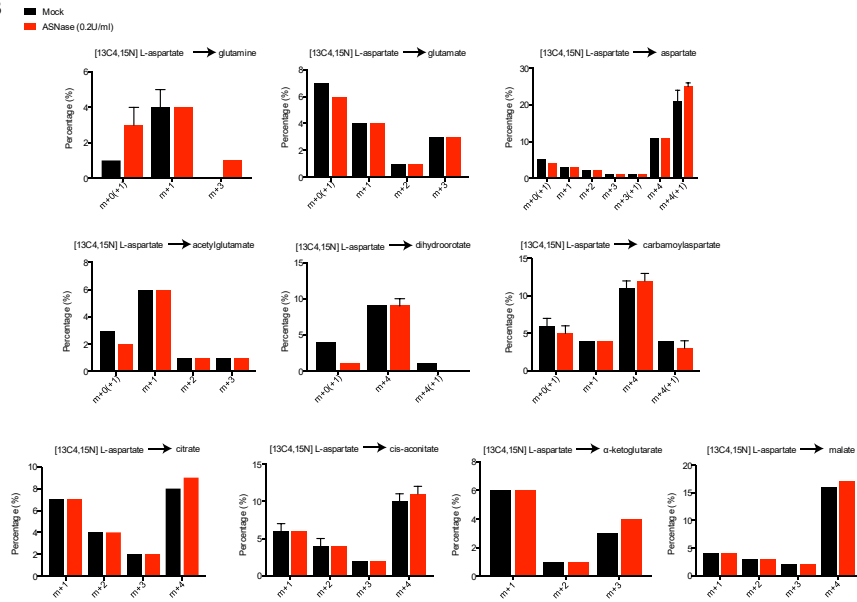 Mock
ASNase (0.2U/ml)
[13C4,15N] L-aspartate → glutamine
Percentage (%)
6
4
2
0
m+0(+1)
m+1
m+3
[13C4,15N] L-aspartate → glutamate
Percentage (%)
8
6
4
2
0
m+0(+1)
m+1
m+2
m+3
[13C4,15N] L-aspartate → aspartate
Percentage (%)
30
20
10
0
m+0(+1)
m+1
m+2
m+3
m+3(+1)
m+4
m+4(+1)
[13C4,15N] L-aspartate → acetylglutamate
Percentage (%)
8
6
4
2
0
m+0(+1)
m+1
m+2
m+3
[13C4,15N] L-aspartate → dihydroorotate
Percentage (%)
15
10
5
0
m+0(+1)
m+4
m+4(+1)
[13C4,15N] L-aspartate → carbamoylaspartate
Percentage (%)
15
10
5
0
m+0(+1)
m+1
m+4
m+4(+1)
[13C4,15N] L-aspartate → citrate
Percentage (%)
10
8
6
4
2
0
m+1
m+2
m+3
m+4
[13C4,15N] L-aspartate → cis-aconitate
Percentage (%)
15
10
5
0
m+1
m+2
m+3
m+4
[13C4,15N] L-aspartate → α-ketoglutarate
Percentage (%)
8
6
4
2
0
m+1
m+2
m+3
[13C4,15N] L-aspartate → malate
Percentage (%)
20
15
10
5
0
m+1
m+2
m+3
m+4